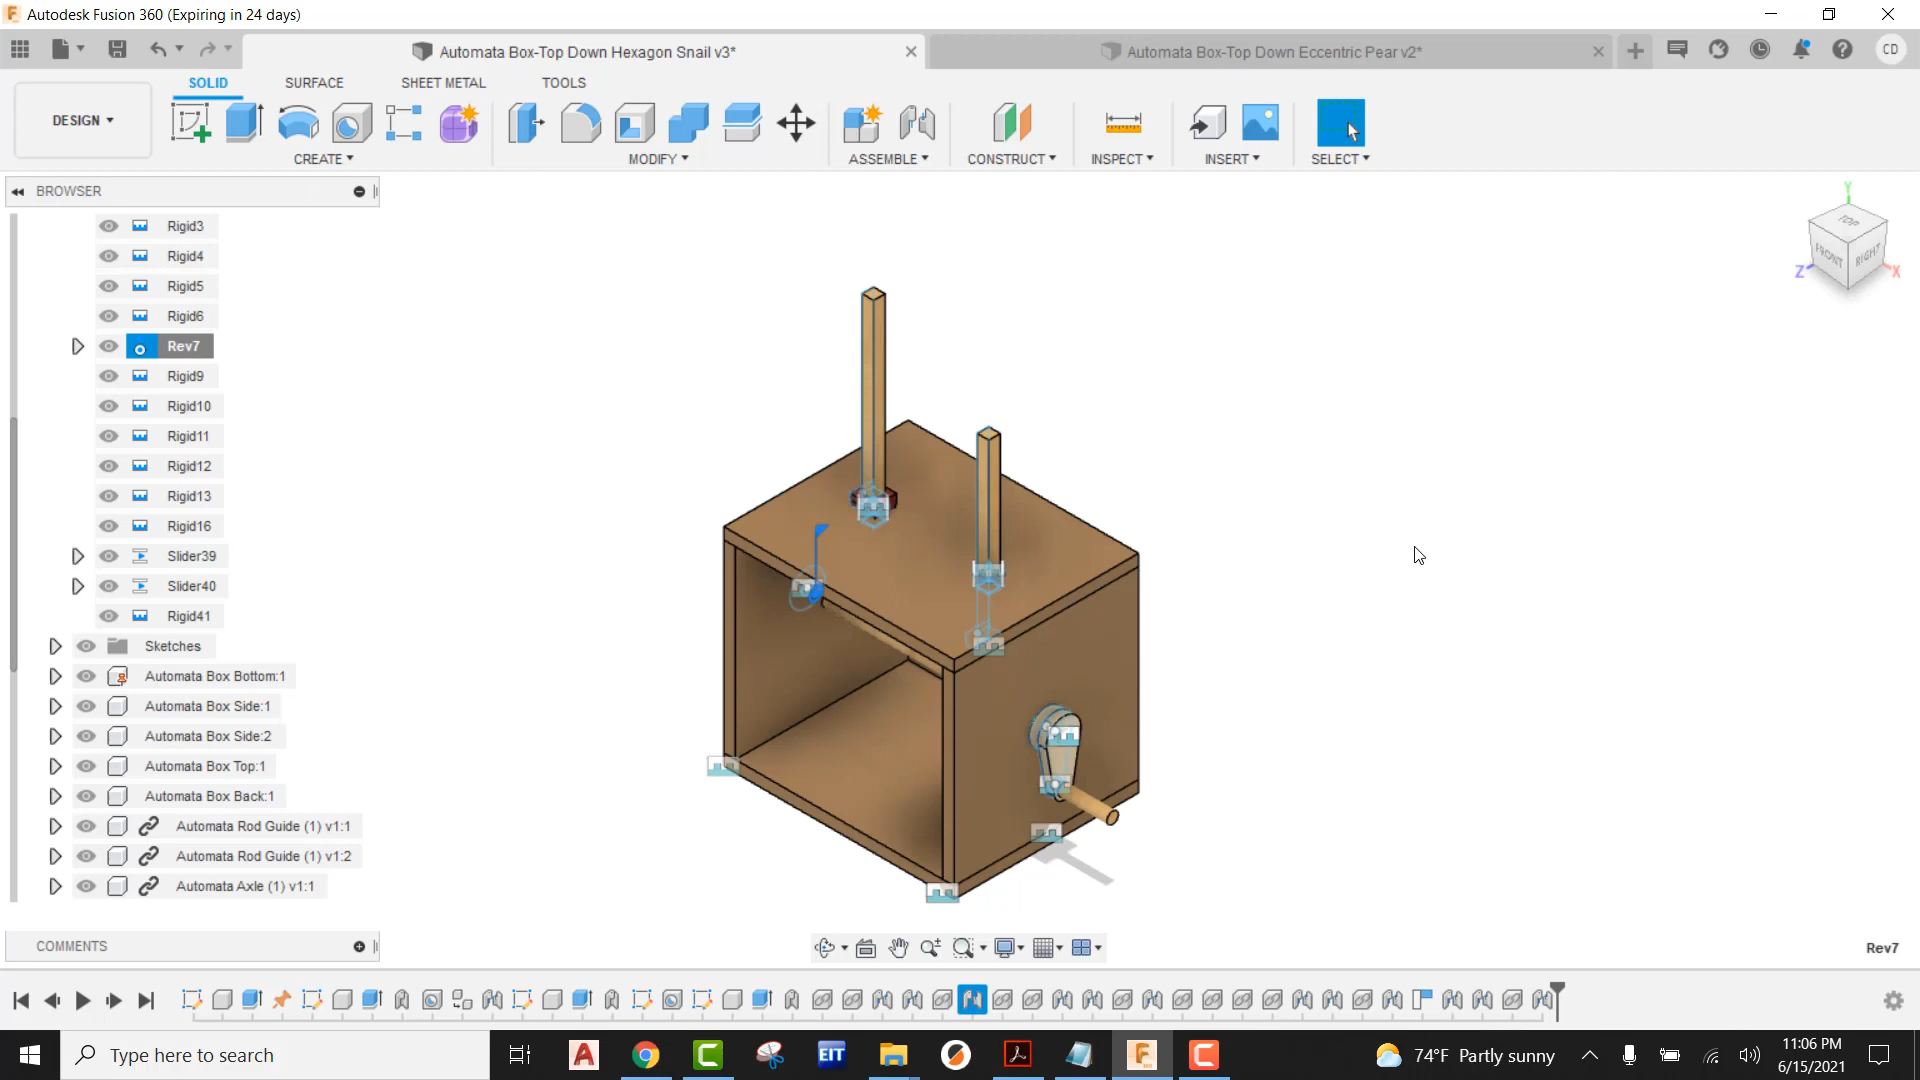 Autodesk Fusion 360 (Expiring in 24 days)
Automata Box-Top Down Hexagon Snail v3*
Automata Box-Top Down Eccentric Pear v2*
CD
SOLID
SURFACE
SHEET METAL
TOOLS
DESIGN
CREATE
MODIFY
ASSEMBLE
CONSTRUCT
INSPECT
INSERT
SELECT
BROWSER
Rigid3
Rigid4
Rigid5
Rigid6
Rev7
Rigid9
Rigid10
Rigid11
Rigid12
Rigid13
Rigid16
Slider39
Slider40
Rigid41
Sketches
Automata Box Bottom:1
Automata Box Side:1
Automata Box Side:2
Automata Box Top:1
Automata Box Back:1
Automata Rod Guide (1) v1:1
Automata Rod Guide (1) v1:2
Automata Axle (1) v1:1
Y
TOP
FRONT
RIGHT
Z
X
COMMENTS
Rev7
Type here to search
EIT
74°F Partly sunny
11:06 PM
6/15/2021